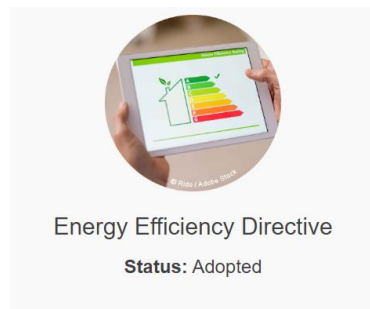 © Rido / Adobe Stock
Energy Efficiency Directive
Status: Adopted